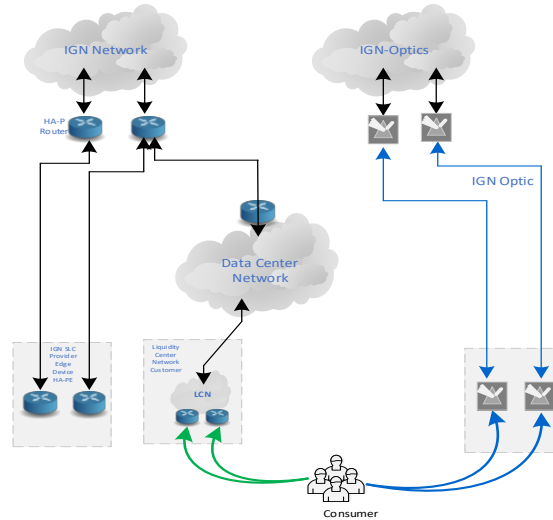 IGN Network
IGN-Optics
HA-P
Router
IGN Optic
Data Center
Network
IGN SLC
Provider
Edge
Device
HA-PE
Liquidity
Center
Network
Customer
LCN
Consumer